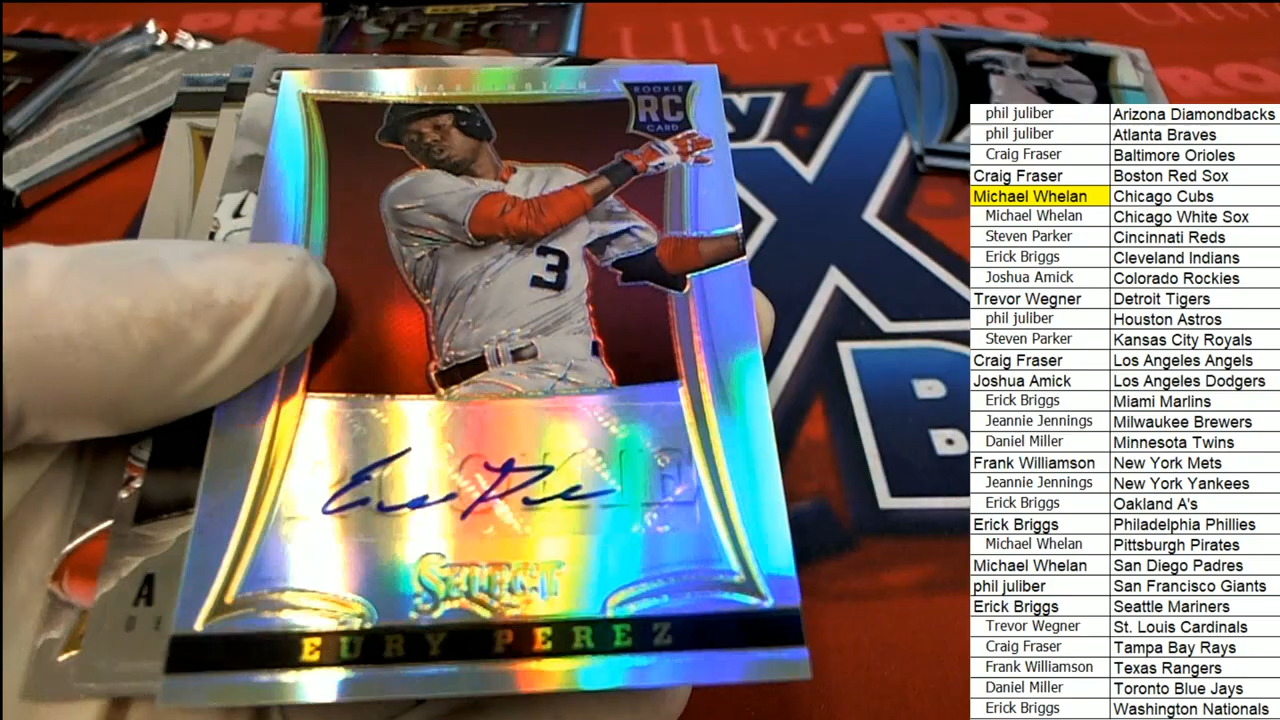 PANINI
SELECT
Ultra PRO
WASHINGTON
ROOKIE
RC
CARD
3
ROOKIE
SELECT
EURY PEREZ
A
phil juliber Arizona Diamondbacks
phil juliber Atlanta Braves
Craig Fraser Baltimore Orioles
Craig Fraser Boston Red Sox
Michael Whelan Chicago Cubs
Michael Whelan Chicago White Sox
Steven Parker Cincinnati Reds
Erick Briggs Cleveland Indians
Joshua Amick Colorado Rockies
Trevor Wegner Detroit Tigers
phil juliber Houston Astros
Steven Parker Kansas City Royals
Craig Fraser Los Angeles Angels
Joshua Amick Los Angeles Dodgers
Erick Briggs Miami Marlins
Jeannie Jennings Milwaukee Brewers
Daniel Miller Minnesota Twins
Frank Williamson New York Mets
Jeannie Jennings New York Yankees
Erick Briggs Oakland A's
Erick Briggs Philadelphia Phillies
Michael Whelan Pittsburgh Pirates
Michael Whelan San Diego Padres
phil juliber San Francisco Giants
Erick Briggs Seattle Mariners
Trevor Wegner St. Louis Cardinals
Craig Fraser Tampa Bay Rays
Frank Williamson Texas Rangers
Daniel Miller Toronto Blue Jays
Erick Briggs Washington Nationals